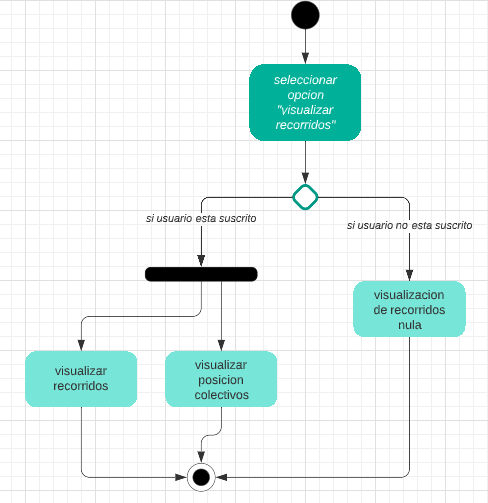 seleccionar
opcion
"visualizar
recorridos"
si usuario esta suscrito
si usuario no esta suscrito
visualizacion
de recorridos
nula
visualizar
recorridos
visualizar
posicion
colectivos